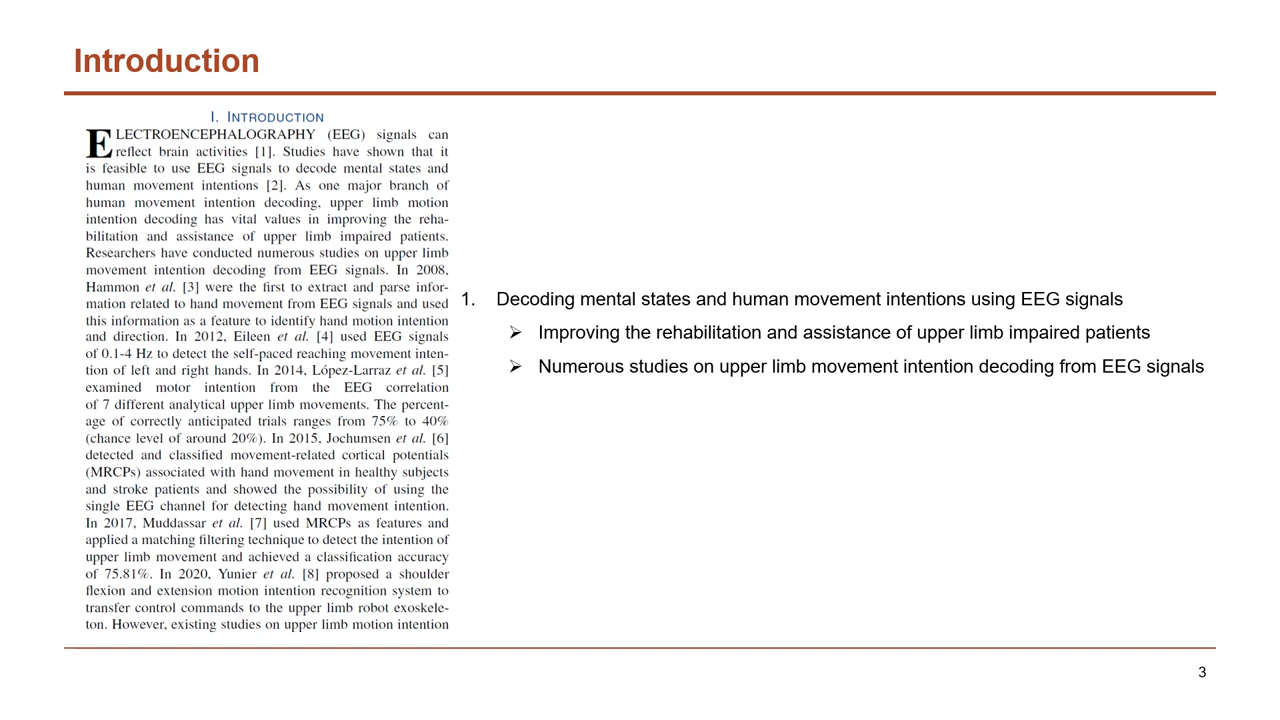 Introduction
I. INTRODUCTION
ELECTROENCEPHALOGRAPHY (EEG) signals can
reflect brain activities [1]. Studies have shown that it
is feasible to use EEG signals to decode mental states and
human movement intentions [2]. As one major branch of
human movement intention decoding, upper limb motion
intention decoding has vital values in improving the reha-
bilitation and assistance of upper limb impaired patients.
Researchers have conducted numerous studies on upper limb
movement intention decoding from EEG signals. In 2008,
Hammon et al. [3] were the first to extract and parse infor-
mation related to hand movement from EEG signals and used
this information as a feature to identify hand motion intention
and direction. In 2012, Eileen et al. [4] used EEG signals
of 0.1-4 Hz to detect the self-paced reaching movement inten-
tion of left and right hands. In 2014, López-Larraz et al. [5]
examined motor intention from the EEG correlation
of 7 different analytical upper limb movements. The percent-
age of correctly anticipated trials ranges from 75% to 40%
(chance level of around 20%). In 2015, Jochumsen et al. [6]
detected and classified movement-related cortical potentials
(MRCPs) associated with hand movement in healthy subjects
and stroke patients and showed the possibility of using the
single EEG channel for detecting hand movement intention.
In 2017, Muddassar et al. [7] used MRCPs as features and
applied a matching filtering technique to detect the intention of
upper limb movement and achieved a classification accuracy
of 75.81%. In 2020, Yunier et al. [8] proposed a shoulder
flexion and extension motion intention recognition system to
transfer control commands to the upper limb robot exoskele-
ton. However, existing studies on upper limb motion intention
1. Decoding mental states and human movement intentions using EEG signals
➢ Improving the rehabilitation and assistance of upper limb impaired patients
➢ Numerous studies on upper limb movement intention decoding from EEG signals
3